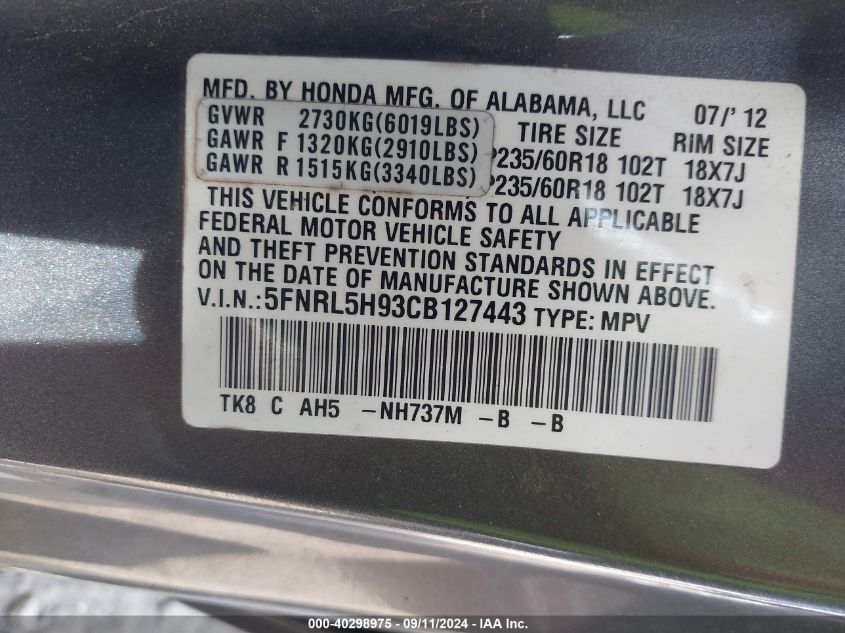 MFD. BY HONDA MFG. OF ALABAMA, LLC 07/' 12
GVWR 2730KG(6019LBS) TIRE SIZE RIM SIZE
GAWR F 1320KG(2910LBS) P235/60R18 102T 18X7J
GAWR R 1515KG(3340LBS) P235/60R18 102T 18X7J
THIS VEHICLE CONFORMS TO ALL APPLICABLE
FEDERAL MOTOR VEHICLE SAFETY
AND THEFT PREVENTION STANDARDS IN EFFECT
ON THE DATE OF MANUFACTURE SHOWN ABOVE.
V.I.N.:5FNRL5H93CB127443 TYPE: MPV
TK8 C AH5 -NH737M -B -B
000-40298975 - 09/11/2024 - IAA Inc.